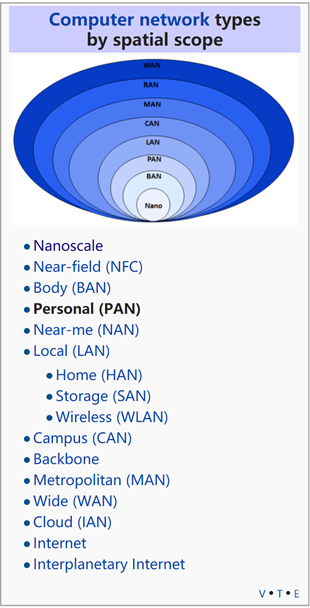 Computer network types
by spatial scope
WAN
RAN
MAN
CAN
LAN
PAN
BAN
Nano
• Nanoscale
• Near-field (NFC)
• Body (BAN)
• Personal (PAN)
• Near-me (NAN)
• Local (LAN)
• Home (HAN)
• Storage (SAN)
• Wireless (WLAN)
• Campus (CAN)
• Backbone
• Metropolitan (MAN)
• Wide (WAN)
• Cloud (IAN)
• Internet
• Interplanetary Internet
V • T • E